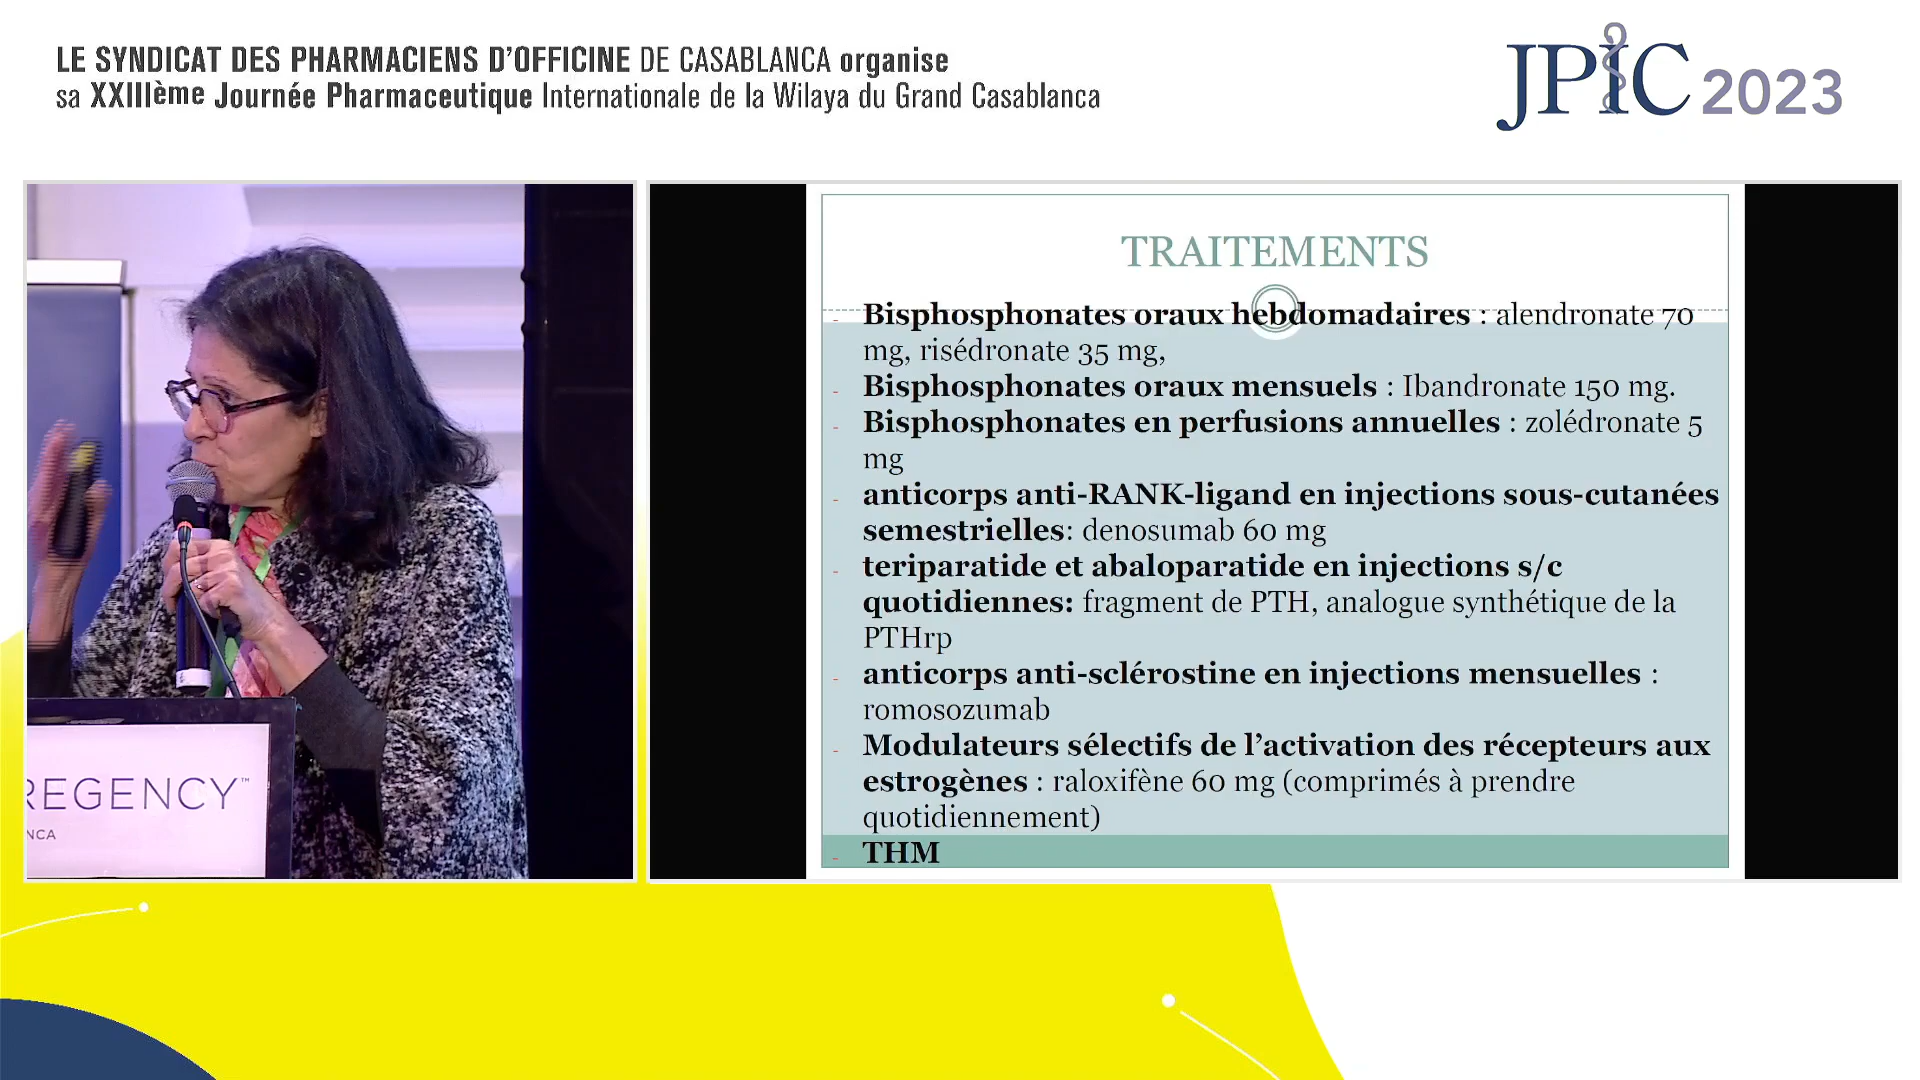 LE SYNDICAT DES PHARMACIENS D'OFFICINE DE CASABLANCA organise
sa XXIIIème Journée Pharmaceutique Internationale de la Wilaya du Grand Casablanca
JPIC 2023
TRAITEMENTS
- Bisphosphonates oraux hebdomadaires : alendronate 70
mg, risédronate 35 mg,
- Bisphosphonates oraux mensuels : Ibandronate 150 mg.
- Bisphosphonates en perfusions annuelles : zolédronate 5
mg
- anticorps anti-RANK-ligand en injections sous-cutanées
semestrielles: denosumab 60 mg
- teriparatide et abaloparatide en injections s/c
quotidiennes: fragment de PTH, analogue synthétique de la
PTHrp
- anticorps anti-sclérostine en injections mensuelles :
romosozumab
- Modulateurs sélectifs de l'activation des récepteurs aux
estrogènes : raloxifène 60 mg (comprimés à prendre
quotidiennement)
- THM
REGENCY™
NCA